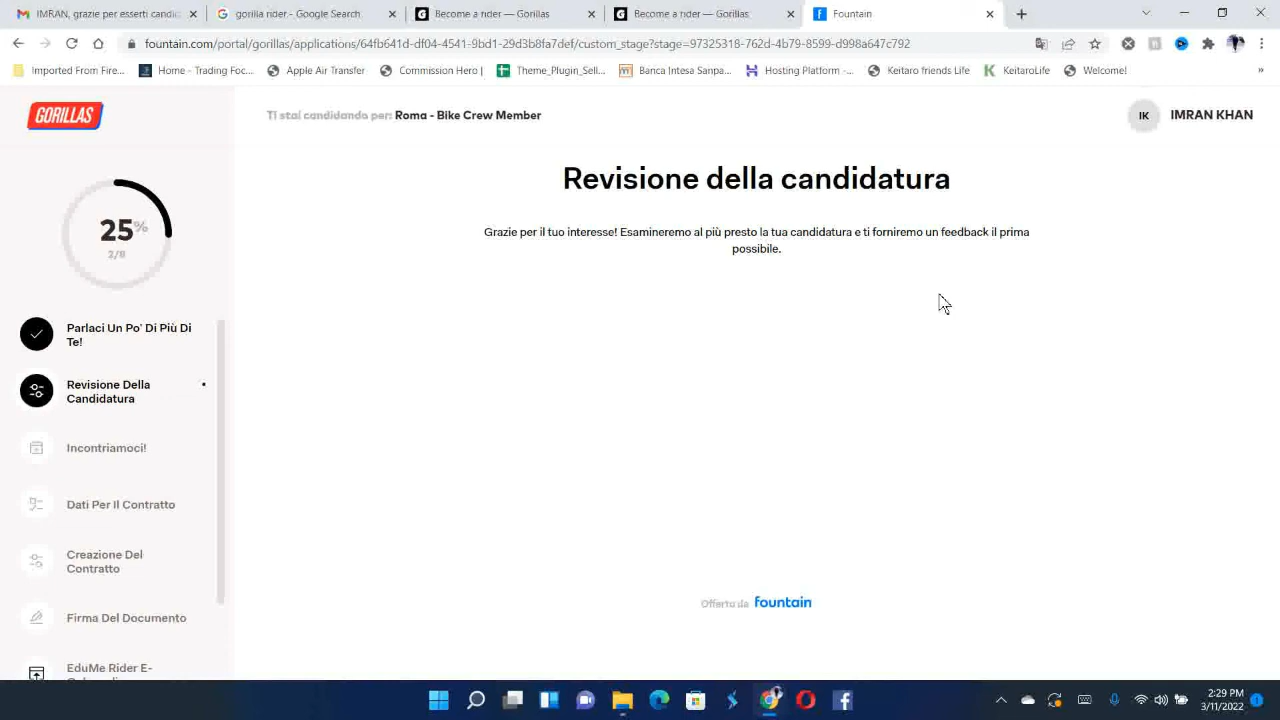 IMRAN, grazie per esserti candid
gorilla rider - Google Search
Become a rider — Gorillas
Become a rider — Gorillas
Fountain
fountain.com/portal/gorillas/applications/64fb641d-df04-4541-9bd1-29d1319a7def/custom_stage?stage=97325318-762d-4b79-8599-d998a647c792
Imported From Fire...
Home - Trading Foc...
Apple Air Transfer
Commission Hero |
Theme_Plugin_Sell...
Banca Intesa Sanpa...
Hosting Platform -...
Keitaro friends Life
KeitaroLife
Welcome!
»
GORILLAS
Ti stai candidando per: Roma - Bike Crew Member
IK
IMRAN KHAN
25%
2/8
Parlaci Un Po' Di Più Di
Te!
Revisione Della
Candidatura
Incontriamoci!
Dati Per Il Contratto
Creazione Del
Contratto
Firma Del Documento
EduMe Rider E-
Revisione della candidatura
Grazie per il tuo interesse! Esamineremo al più presto la tua candidatura e ti forniremo un feedback il prima
possibile.
Offerto da fountain
2:29 PM
3/11/2022